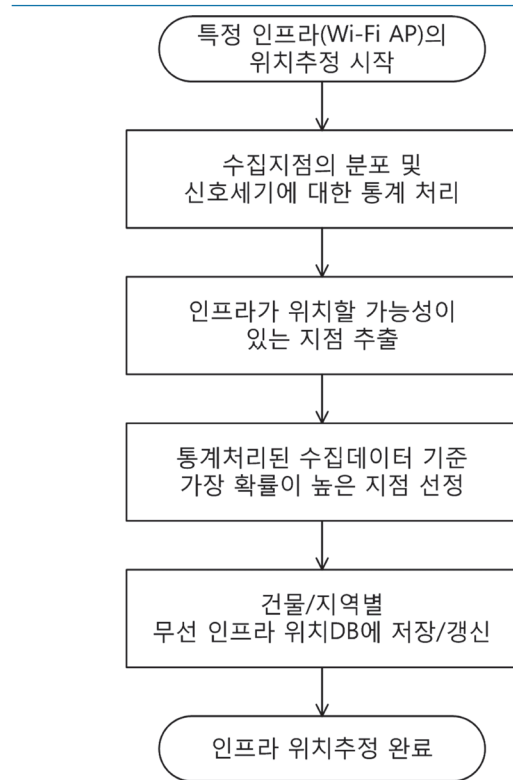 특정 인프라(Wi-Fi AP)의
위치추정 시작
수집지점의 분포 및
신호세기에 대한 통계 처리
인프라가 위치할 가능성이
있는 지점 추출
통계처리된 수집데이터 기준
가장 확률이 높은 지점 선정
건물/지역별
무선 인프라 위치DB에 저장/갱신
인프라 위치추정 완료